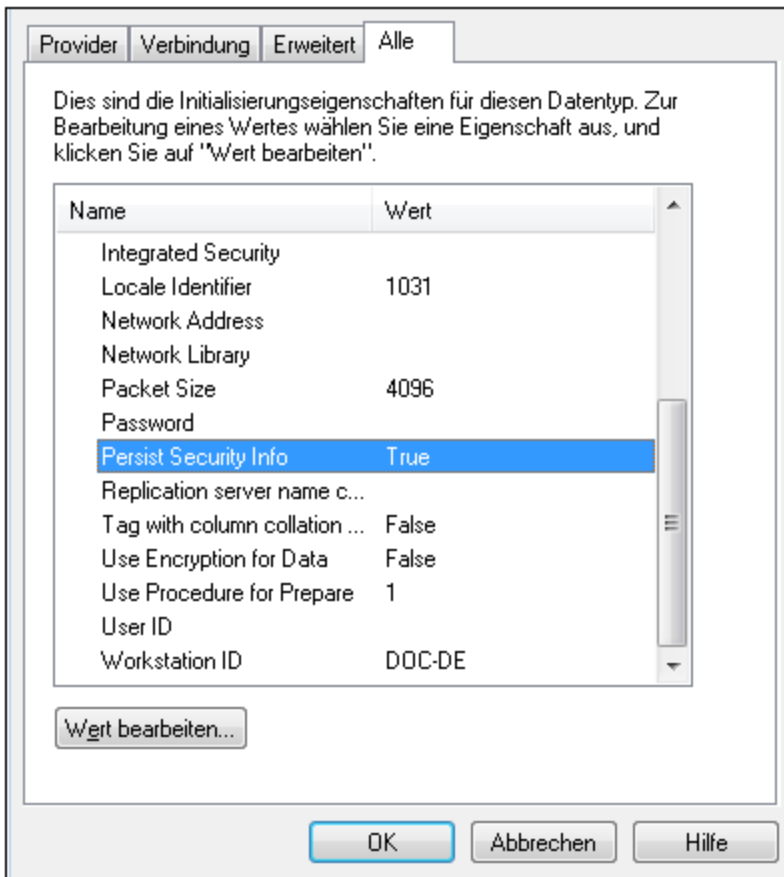 Provider Verbindung Erweitert Alle
Dies sind die Initialisierungseigenschaften für diesen Datentyp. Zur
Bearbeitung eines Wertes wählen Sie eine Eigenschaft aus, und
klicken Sie auf "Wert bearbeiten".
Name Wert
Integrated Security
Locale Identifier 1031
Network Address
Network Library
Packet Size 4096
Password
Persist Security Info True
Replication server name c...
Tag with column collation ... False
Use Encryption for Data False
Use Procedure for Prepare 1
User ID
Workstation ID DOC-DE
Wert bearbeiten...
OK Abbrechen Hilfe